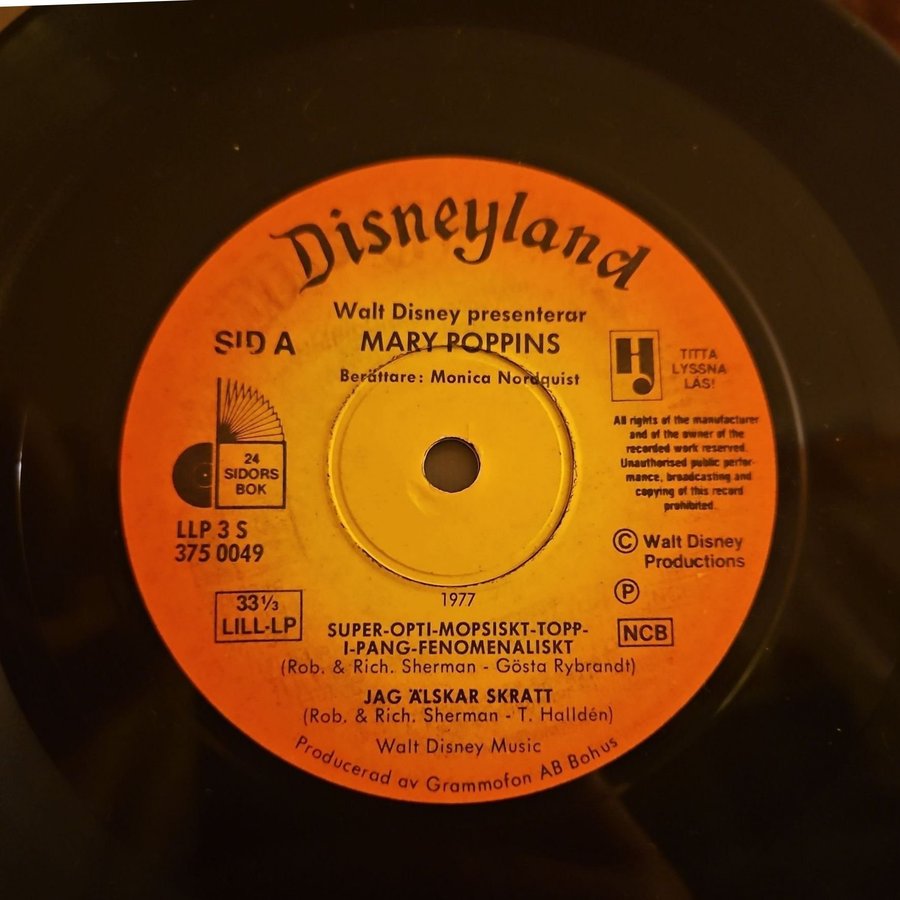 Disneyland
Walt Disney presenterar
SID A
MARY POPPINS
Berättare: Monica Nordquist
HJ
TITTA
LYSSNA
LÄS!
All rights of the manufacturer
and of the owner of the
recorded work reserved.
Unauthorised public perfor-
mance, broadcasting and
copying of this record
prohibited.
24
SIDORS
BOK
LLP 3 S
375 0049
© Walt Disney
Productions
℗
33⅓
LILL-LP
NCB
1977
SUPER-OPTI-MOPSISKT-TOPP-
I-PANG-FENOMENALISKT
(Rob. & Rich. Sherman - Gösta Rybrandt)
JAG ÄLSKAR SKRATT
(Rob. & Rich. Sherman - T. Halldén)
Walt Disney Music
Producerad av Grammofon AB Bohus